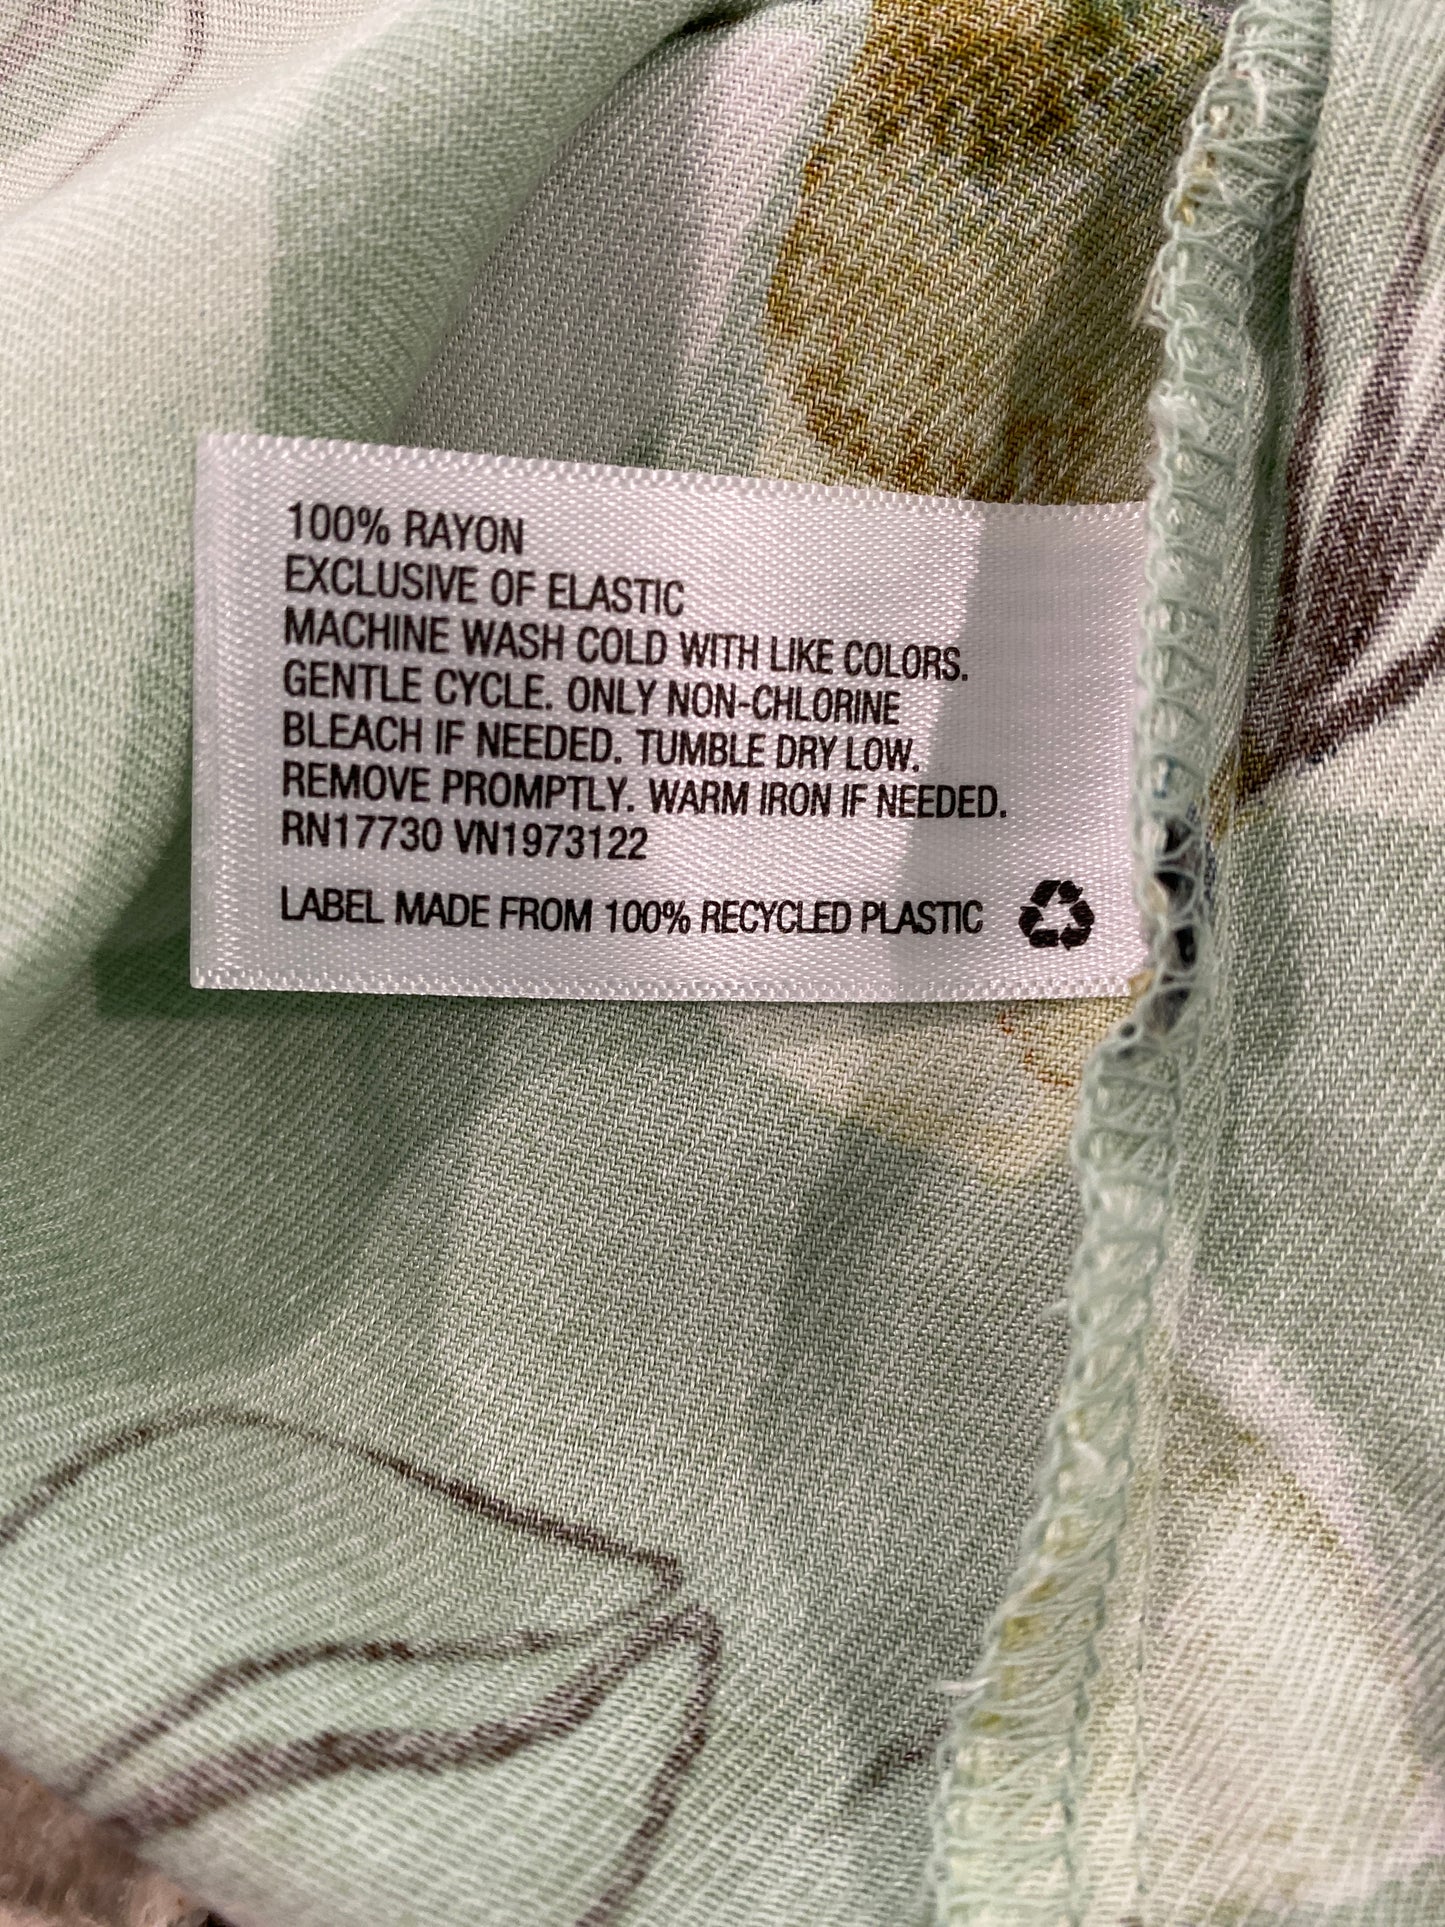 100% RAYON
EXCLUSIVE OF ELASTIC
MACHINE WASH COLD WITH LIKE COLORS.
GENTLE CYCLE. ONLY NON-CHLORINE
BLEACH IF NEEDED. TUMBLE DRY LOW.
REMOVE PROMPTLY. WARM IRON IF NEEDED.
RN17730 VN1973122
LABEL MADE FROM 100% RECYCLED PLASTIC